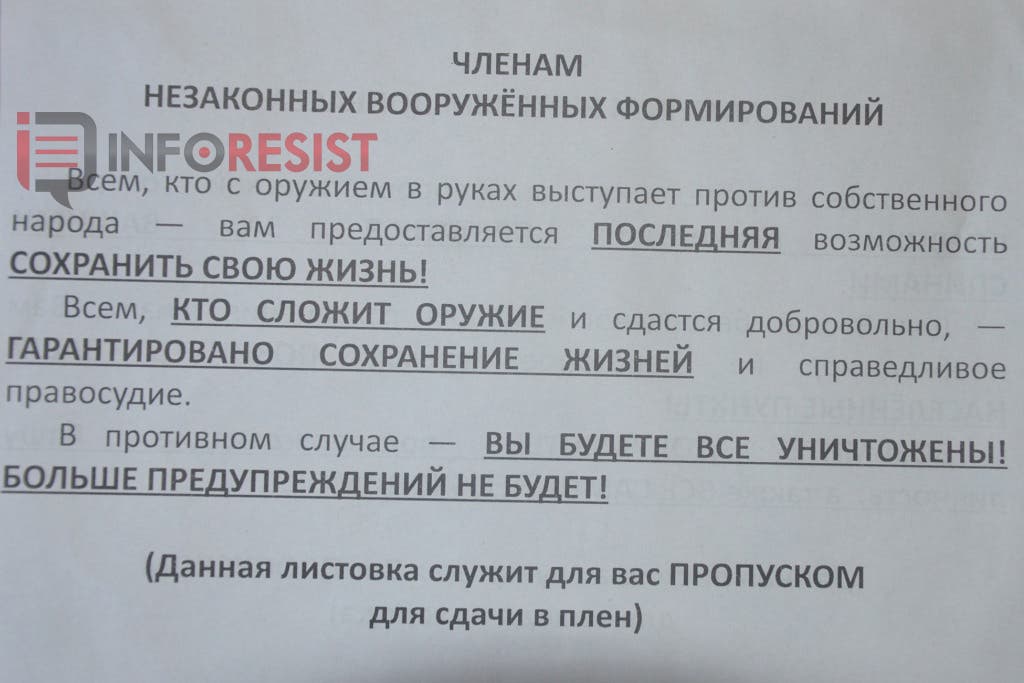 ЧЛЕНАМ
НЕЗАКОННЫХ ВООРУЖЁННЫХ ФОРМИРОВАНИЙ
INFORESIST
Всем, кто с оружием в руках выступает против собственного
народа — вам предоставляется ПОСЛЕДНЯЯ возможность
СОХРАНИТЬ СВОЮ ЖИЗНЬ!
Всем, КТО СЛОЖИТ ОРУЖИЕ и сдастся добровольно, —
ГАРАНТИРОВАНО СОХРАНЕНИЕ ЖИЗНЕЙ и справедливое
правосудие.
В противном случае — ВЫ БУДЕТЕ ВСЕ УНИЧТОЖЕНЫ!
БОЛЬШЕ ПРЕДУПРЕЖДЕНИЙ НЕ БУДЕТ!
(Данная листовка служит для вас ПРОПУСКОМ
для сдачи в плен)